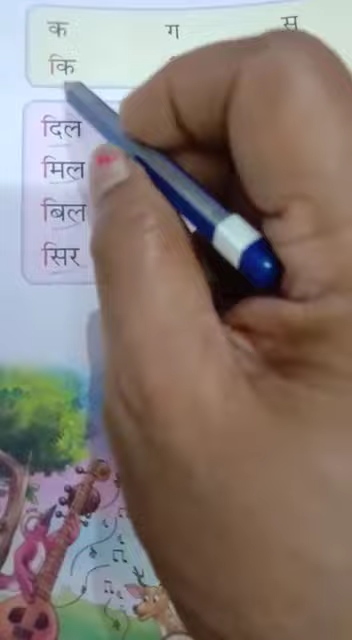 क ग स
कि
दिल
मिल
बिल
सिर